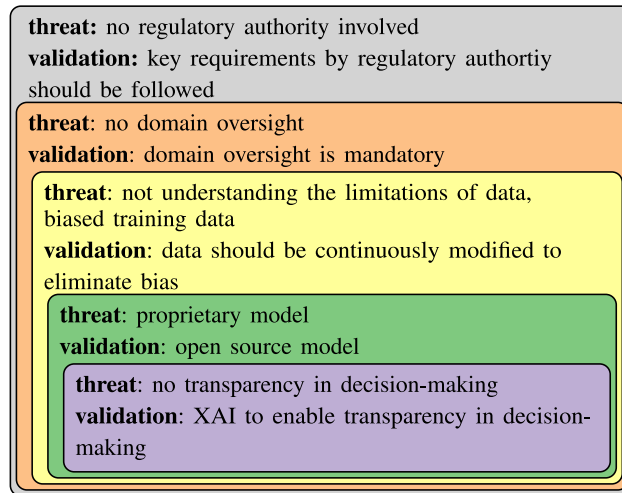 threat: no regulatory authority involved
validation: key requirements by regulatory authortiy
should be followed
threat: no domain oversight
validation: domain oversight is mandatory
threat: not understanding the limitations of data,
biased training data
validation: data should be continuously modified to
eliminate bias
threat: proprietary model
validation: open source model
threat: no transparency in decision-making
validation: XAI to enable transparency in decision-
making